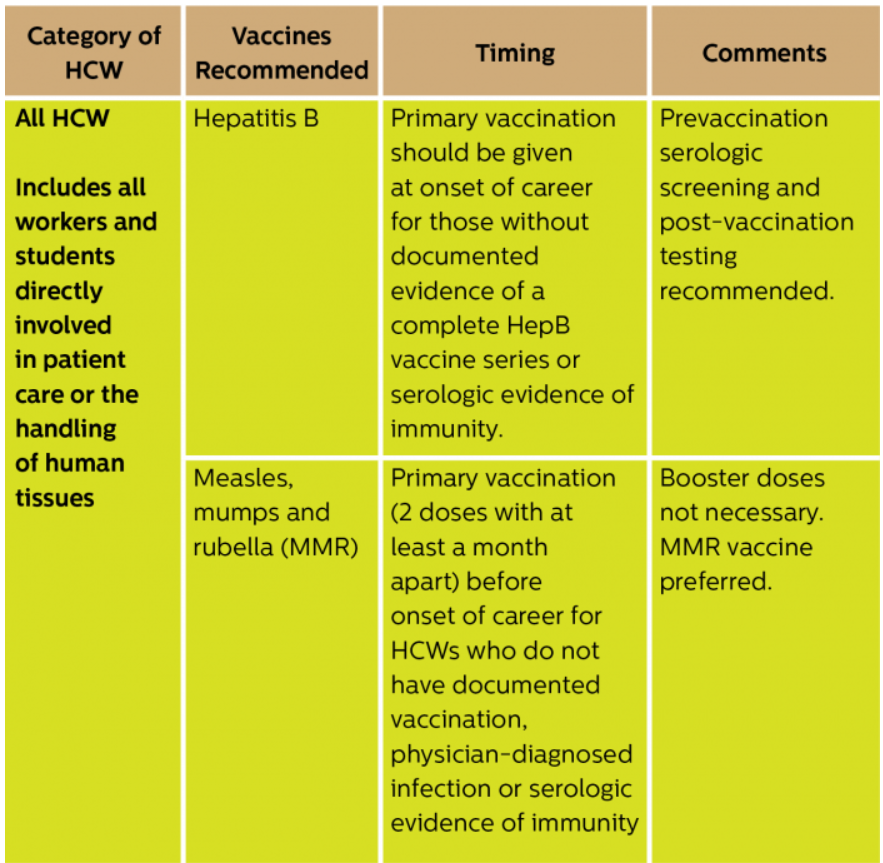 Category of
HCW
Vaccines
Recommended
Timing
Comments
All HCW
Includes all
workers and
students
directly
involved
in patient
care or the
handling
of human
tissues
Hepatitis B
Primary vaccination
should be given
at onset of career
for those without
documented
evidence of a
complete HepB
vaccine series or
serologic evidence of
immunity.
Prevaccination
serologic
screening and
post-vaccination
testing
recommended.
Measles,
mumps and
rubella (MMR)
Primary vaccination
(2 doses with at
least a month
apart) before
onset of career for
HCWs who do not
have documented
vaccination,
physician-diagnosed
infection or serologic
evidence of immunity
Booster doses
not necessary.
MMR vaccine
preferred.